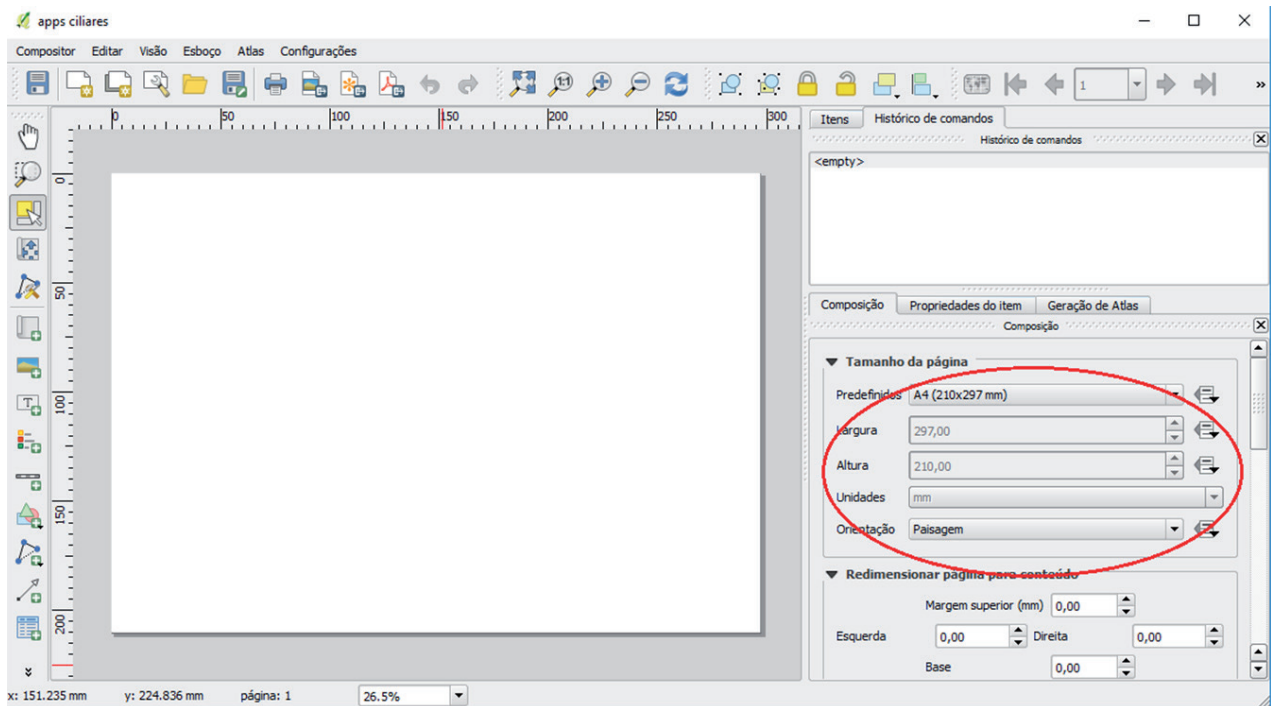 apps ciliares
Compositor Editar Visão Esboço Atlas Configurações
1:1
1
»
0 50 100 150 200 250 300
0
50
100
150
200
Itens Histórico de comandos
Histórico de comandos
<empty>
Composição Propriedades do item Geração de Atlas
Composição
Tamanho da página
Predefinidos A4 (210x297 mm)
Largura 297,00
Altura 210,00
Unidades mm
Orientação Paisagem
Redimensionar página para conteúdo
Margem superior (mm) 0,00
Esquerda 0,00 Direita 0,00
Base 0,00
x: 151.235 mm y: 224.836 mm página: 1 26.5%